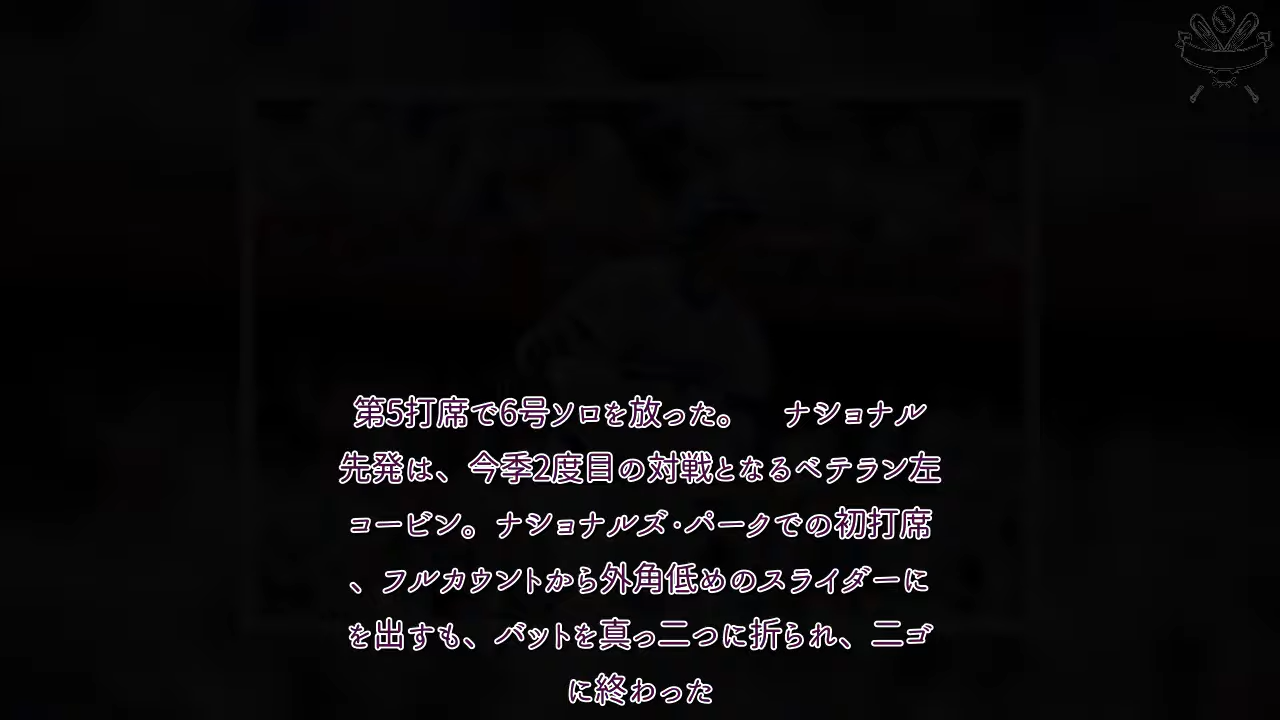 第5打席で6号ソロを放った。　ナショナル
先発は、今季2度目の対戦となるベテラン左
コービン。ナショナルズ·パークでの初打席
、フルカウントから外角低めのスライダーに
を出すも、バットを真っ二つに折られ、二ゴ
に終わった